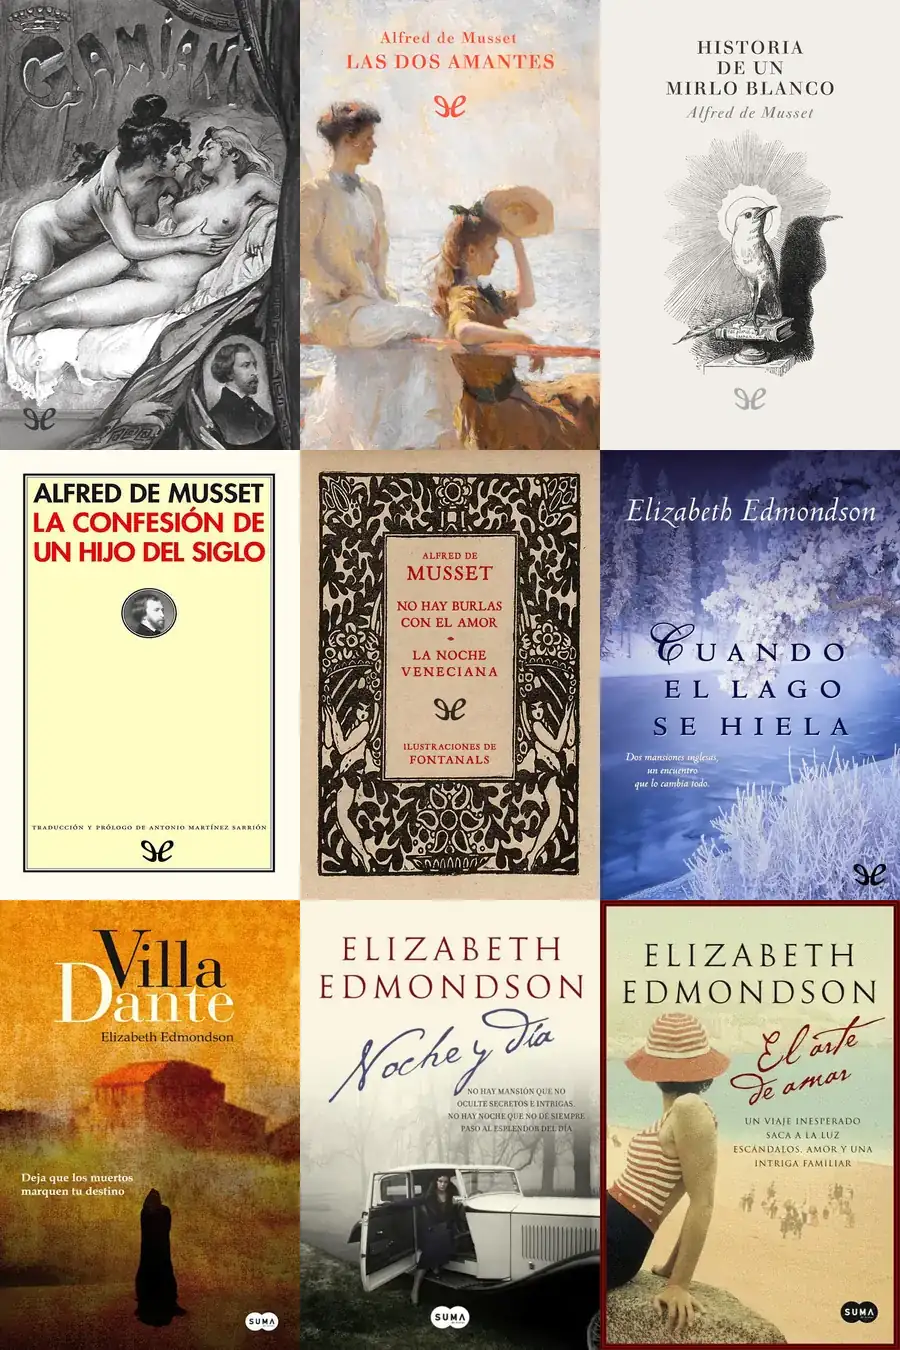 GAMIANI
Alfred de Musset
LAS DOS AMANTES
HISTORIA
DE UN
MIRLO BLANCO
Alfred de Musset
ALFRED DE MUSSET
LA CONFESIÓN DE
UN HIJO DEL SIGLO
TRADUCCIÓN Y PRÓLOGO DE ANTONIO MARTÍNEZ SARRIÓN
ALFRED DE
MUSSET
NO HAY BURLAS
CON EL AMOR
LA NOCHE
VENECIANA
ILUSTRACIONES DE
FONTANALS
Elizabeth Edmondson
CUANDO
EL LAGO
SE HIELA
Dos mansiones inglesas,
un encuentro
que lo cambia todo.
Villa
Dante
Elizabeth Edmondson
Deja que los muertos
marquen tu destino
SUMA
ELIZABETH
EDMONDSON
Noche y día
NO HAY MANSIÓN QUE NO
OCULTE SECRETOS E INTRIGAS.
NO HAY NOCHE QUE NO DÉ SIEMPRE
PASO AL ESPLENDOR DEL DÍA
SUMA
ELIZABETH
EDMONDSON
El arte
de amar
UN VIAJE INESPERADO
SACA A LA LUZ
ESCÁNDALOS, AMOR Y UNA
INTRIGA FAMILIAR
SUMA